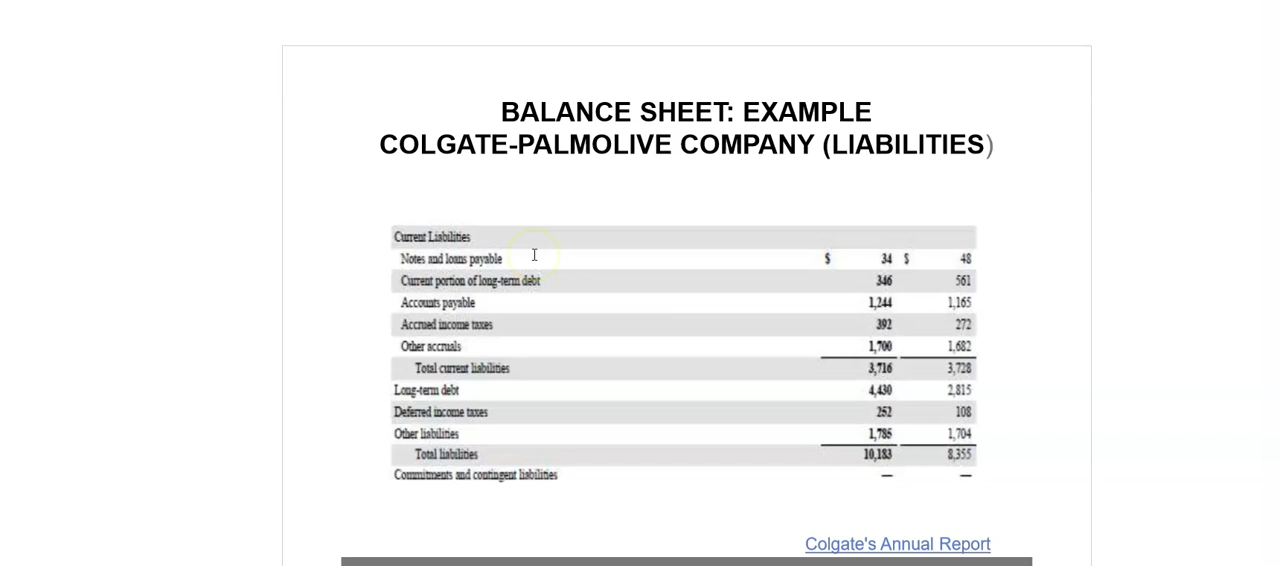 BALANCE SHEET: EXAMPLE
COLGATE-PALMOLIVE COMPANY (LIABILITIES)
Current Liabilities
Notes and loans payable $ 34 $ 48
Current portion of long-term debt 346 561
Accounts payable 1,244 1,165
Accrued income taxes 392 272
Other accruals 1,700 1,682
Total current liabilities 3,716 3,728
Long-term debt 4,430 2,815
Deferred income taxes 252 108
Other liabilities 1,785 1,704
Total liabilities 10,183 8,355
Commitments and contingent liabilities — —
Colgate's Annual Report